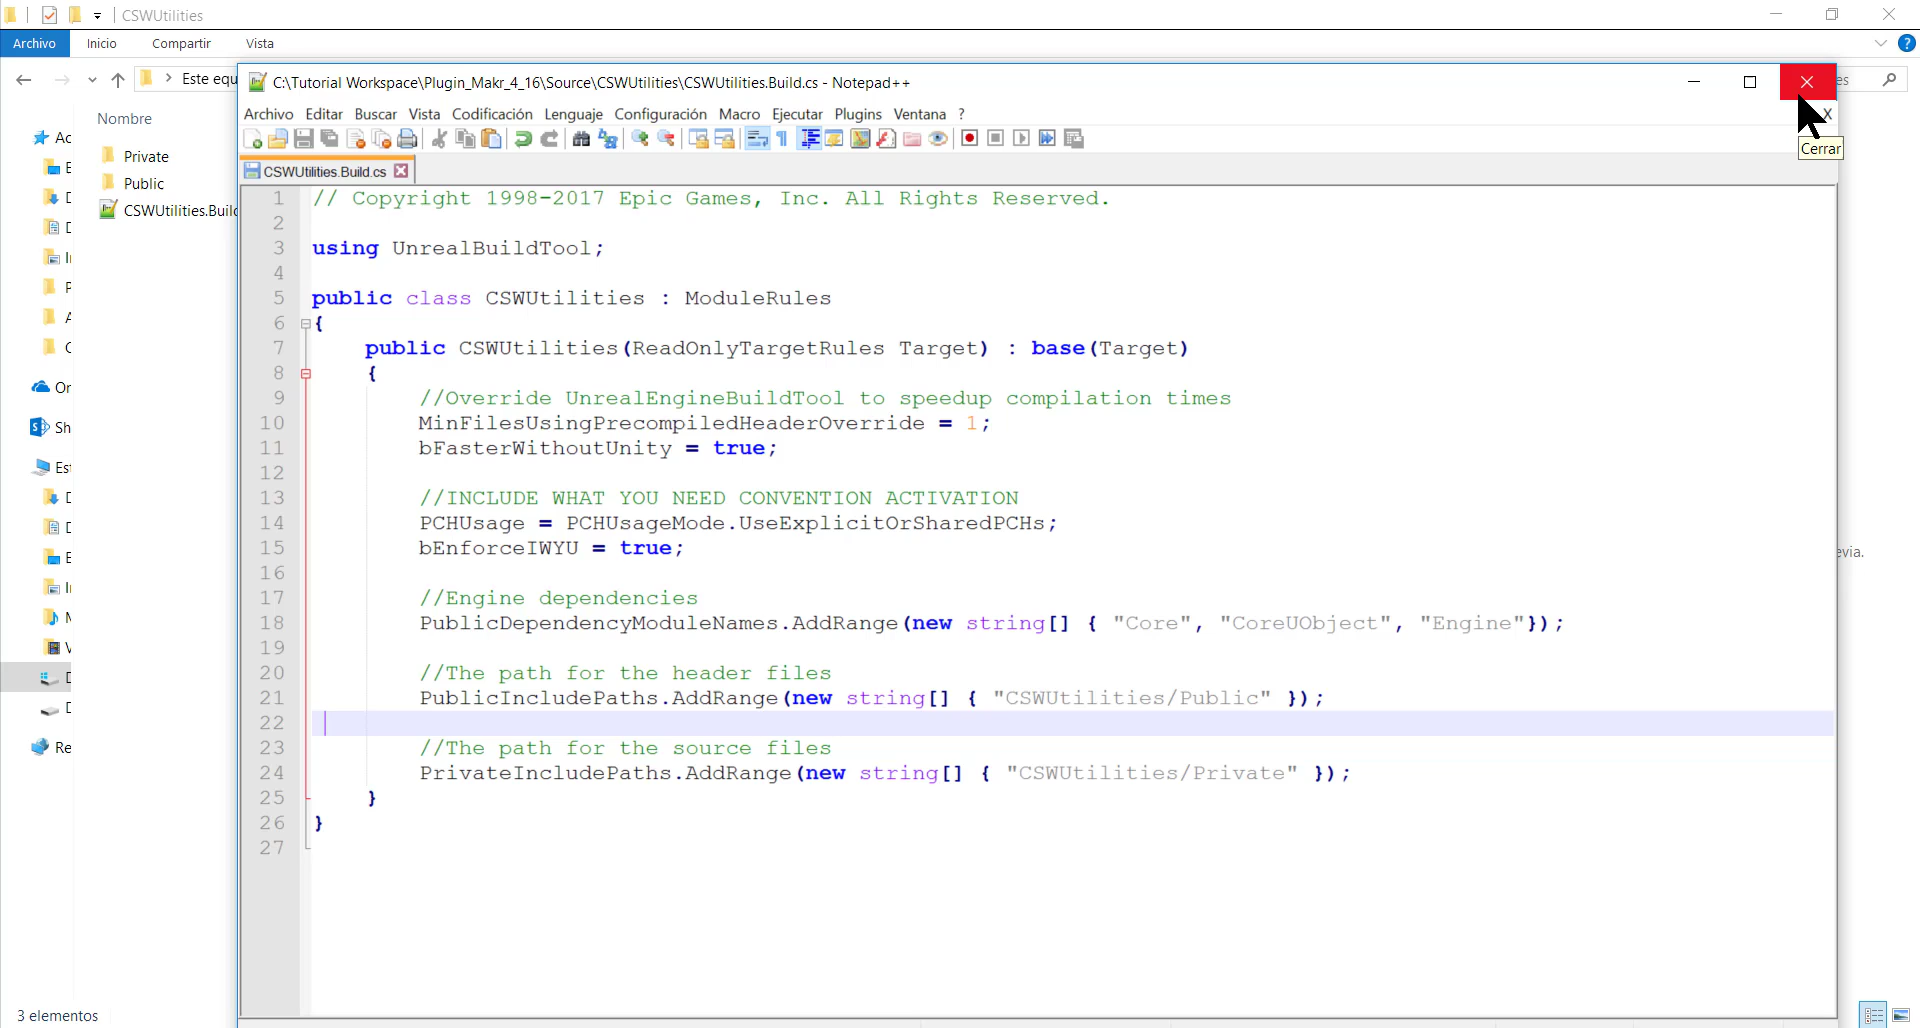 CSWUtilities
Archivo Inicio Compartir Vista
Este equ
C:\Tutorial Workspace\Plugin_Makr_4_16\Source\CSWUtilities\CSWUtilities.Build.cs - Notepad++
Archivo Editar Buscar Vista Codificación Lenguaje Configuración Macro Ejecutar Plugins Ventana ?
Cerrar
Nombre
Private
Public
CSWUtilities.Build
CSWUtilities.Build.cs
1 // Copyright 1998-2017 Epic Games, Inc. All Rights Reserved.
2
3 using UnrealBuildTool;
4
5 public class CSWUtilities : ModuleRules
6 {
7 public CSWUtilities(ReadOnlyTargetRules Target) : base(Target)
8 {
9 //Override UnrealEngineBuildTool to speedup compilation times
10 MinFilesUsingPrecompiledHeaderOverride = 1;
11 bFasterWithoutUnity = true;
12
13 //INCLUDE WHAT YOU NEED CONVENTION ACTIVATION
14 PCHUsage = PCHUsageMode.UseExplicitOrSharedPCHs;
15 bEnforceIWYU = true;
16
17 //Engine dependencies
18 PublicDependencyModuleNames.AddRange(new string[] { "Core", "CoreUObject", "Engine"});
19
20 //The path for the header files
21 PublicIncludePaths.AddRange(new string[] { "CSWUtilities/Public" });
22
23 //The path for the source files
24 PrivateIncludePaths.AddRange(new string[] { "CSWUtilities/Private" });
25 }
26 }
27
evia.
3 elementos